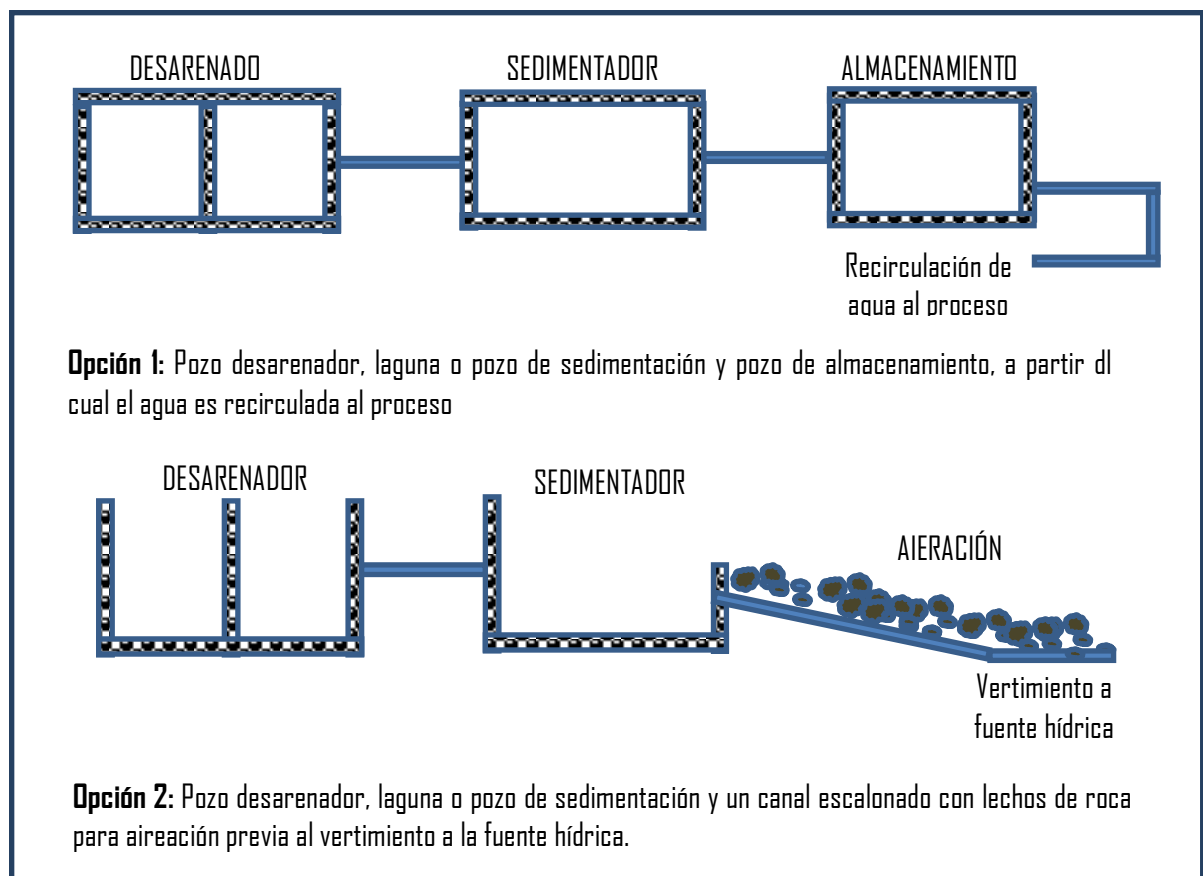 DESARENADO SEDIMENTADOR ALMACENAMIENTO
Recirculación de
agua al proceso
Opción 1: Pozo desarenador, laguna o pozo de sedimentación y pozo de almacenamiento, a partir dl
cual el agua es recirculada al proceso
DESARENADOR SEDIMENTADOR
AIERACIÓN
Vertimiento a
fuente hídrica
Opción 2: Pozo desarenador, laguna o pozo de sedimentación y un canal escalonado con lechos de roca
para aireación previa al vertimiento a la fuente hídrica.